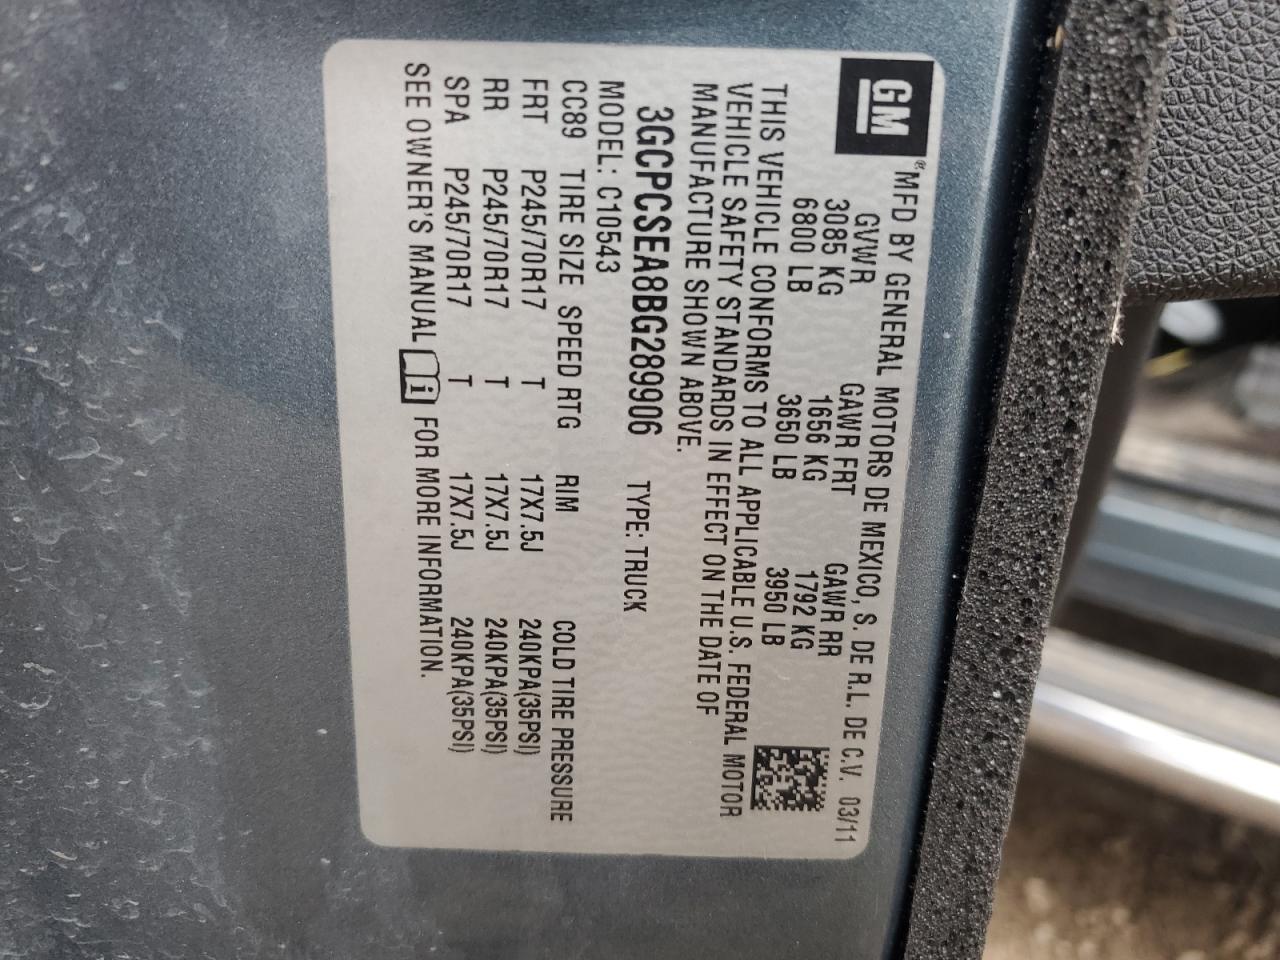 GM
®MFD BY GENERAL MOTORS DE MEXICO, S. DE R.L. DE C.V. 03/11
GVWR GAWR FRT GAWR RR
3085 KG 1656 KG 1792 KG
6800 LB 3650 LB 3950 LB
THIS VEHICLE CONFORMS TO ALL APPLICABLE U.S. FEDERAL MOTOR
VEHICLE SAFETY STANDARDS IN EFFECT ON THE DATE OF
MANUFACTURE SHOWN ABOVE.
3GCPCSEA8BG289906 TYPE: TRUCK
MODEL: C10543
CC89 TIRE SIZE SPEED RTG RIM COLD TIRE PRESSURE
FRT P245/70R17 T 17X7.5J 240KPA(35PSI)
RR P245/70R17 T 17X7.5J 240KPA(35PSI)
SPA P245/70R17 T 17X7.5J 240KPA(35PSI)
SEE OWNER'S MANUAL i FOR MORE INFORMATION.